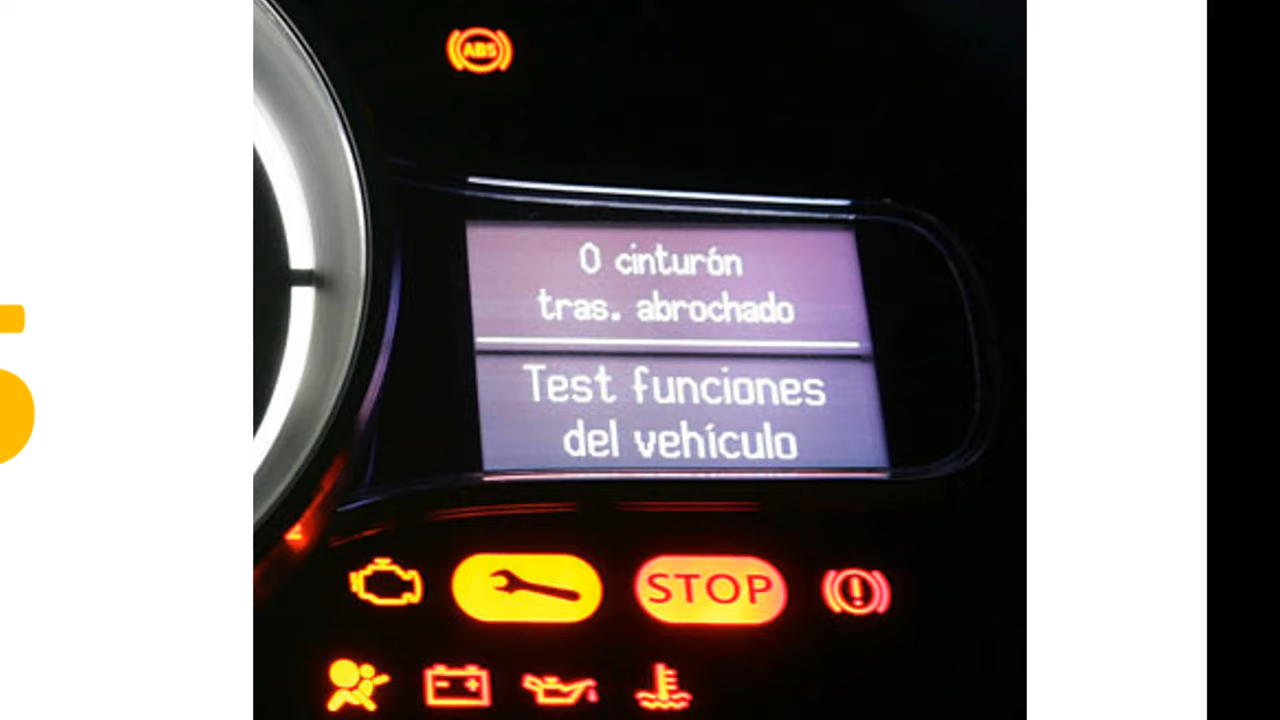 ABS
0 cinturón
tras. abrochado
Test funciones
del vehículo
STOP